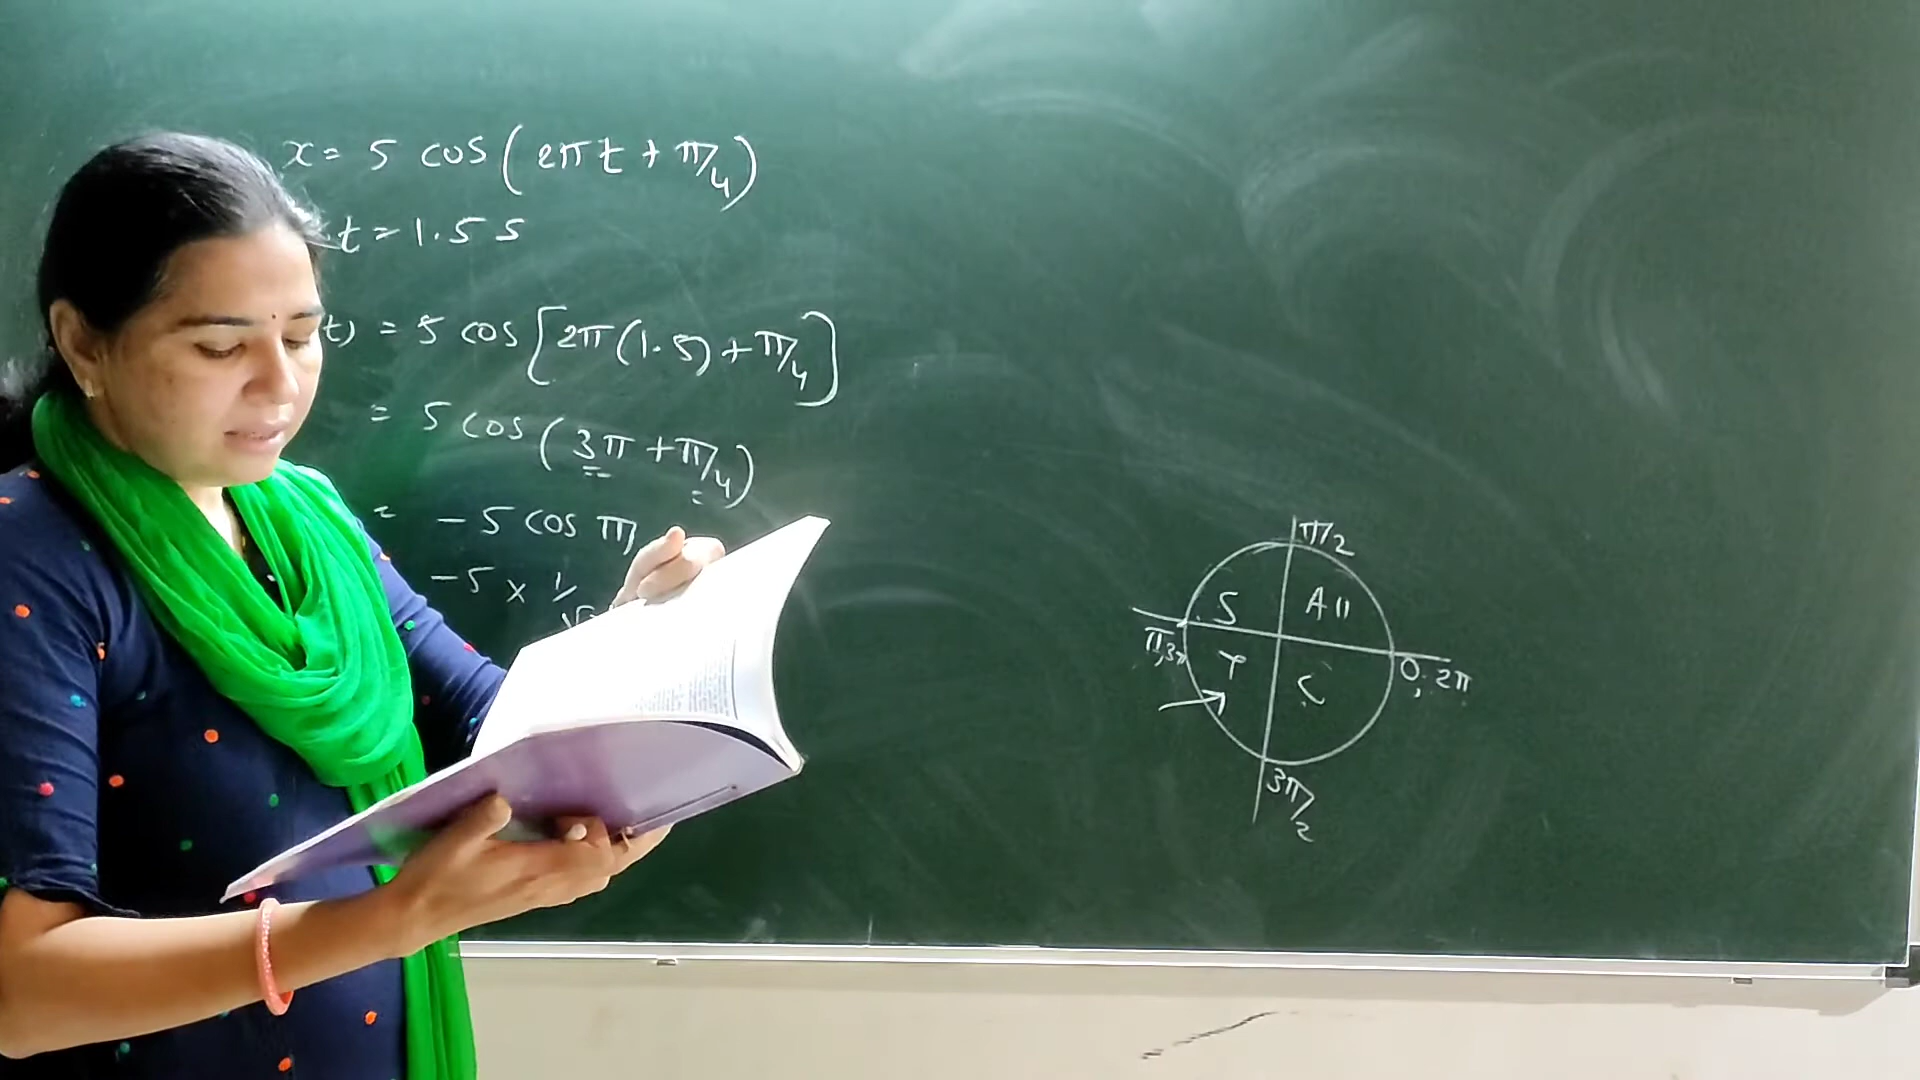 x = 5 cos (2π t + π/4)
t = 1.5 s
t) = 5 cos [2π (1.5) + π/4]
= 5 cos (3π + π/4)
= - 5 cos π/
-5 × 1/√
π/2
S All
π, 3π T C 0, 2π
3π/2